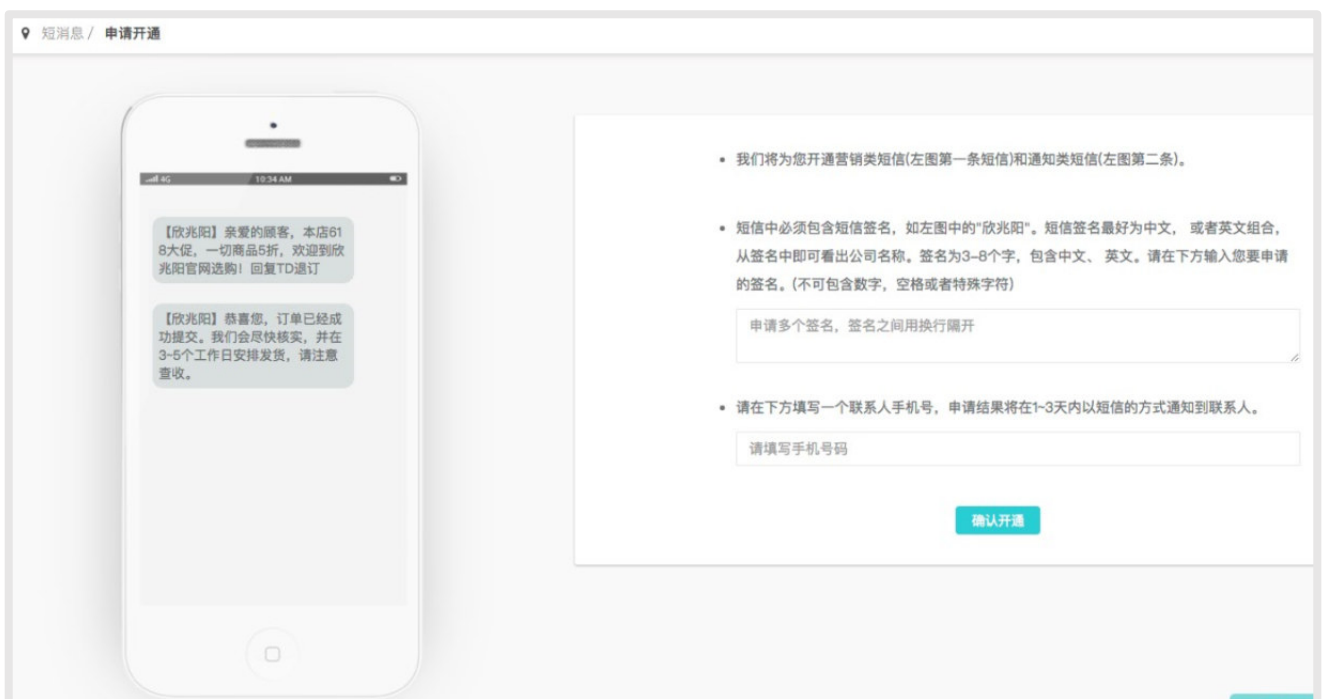 短消息 / 申请开通
4G 10:34 AM
【欣兆阳】亲爱的顾客，本店61
8大促，一切商品5折，欢迎到欣
兆阳官网选购！回复TD退订
【欣兆阳】恭喜您，订单已经成
功提交。我们会尽快核实，并在
3~5个工作日安排发货，请注意
查收。
• 我们将为您开通营销类短信(左图第一条短信)和通知类短信(左图第二条)。
• 短信中必须包含短信签名，如左图中的"欣兆阳"。短信签名最好为中文， 或者英文组合，
从签名中即可看出公司名称。签名为3–8个字，包含中文、 英文。请在下方输入您要申请
的签名。(不可包含数字，空格或者特殊字符)
申请多个签名，签名之间用换行隔开
• 请在下方填写一个联系人手机号，申请结果将在1~3天内以短信的方式通知到联系人。
请填写手机号码
确认开通